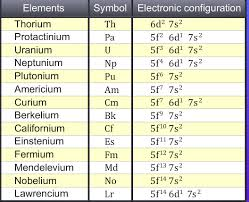 Elements Symbol Electronic configuration
Thorium Th 6d² 7s²
Protactinium Pa 5f² 6d¹ 7s²
Uranium U 5f³ 6d¹ 7s²
Neptunium Np 5f⁴ 6d¹ 7s²
Plutonium Pu 5f⁶ 7s²
Americium Am 5f⁷ 7s²
Curium Cm 5f⁷ 6d¹ 7s²
Berkelium Bk 5f⁹ 7s²
Californium Cf 5f¹⁰ 7s²
Einstenium Es 5f¹¹ 7s²
Fermium Fm 5f¹² 7s²
Mendelevium Md 5f¹³ 7s²
Nobelium No 5f¹⁴ 7s²
Lawrencium Lr 5f¹⁴ 6d¹ 7s²